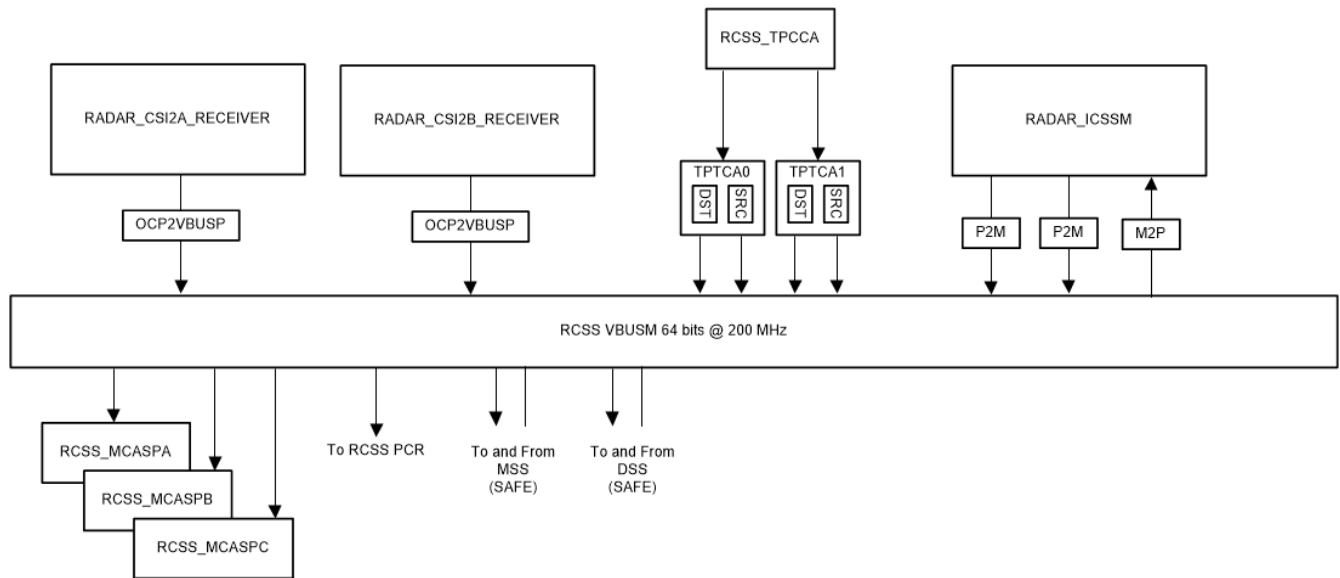 RCSS_TPCCA
RADAR_CSI2A_RECEIVER
RADAR_CSI2B_RECEIVER
RADAR_ICSSM
TPTCA0
DST
SRC
TPTCA1
DST
SRC
OCP2VBUSP
OCP2VBUSP
P2M
P2M
M2P
RCSS VBUSM 64 bits @ 200 MHz
RCSS_MCASPA
RCSS_MCASPB
RCSS_MCASPC
To RCSS PCR
To and From
MSS
(SAFE)
To and From
DSS
(SAFE)